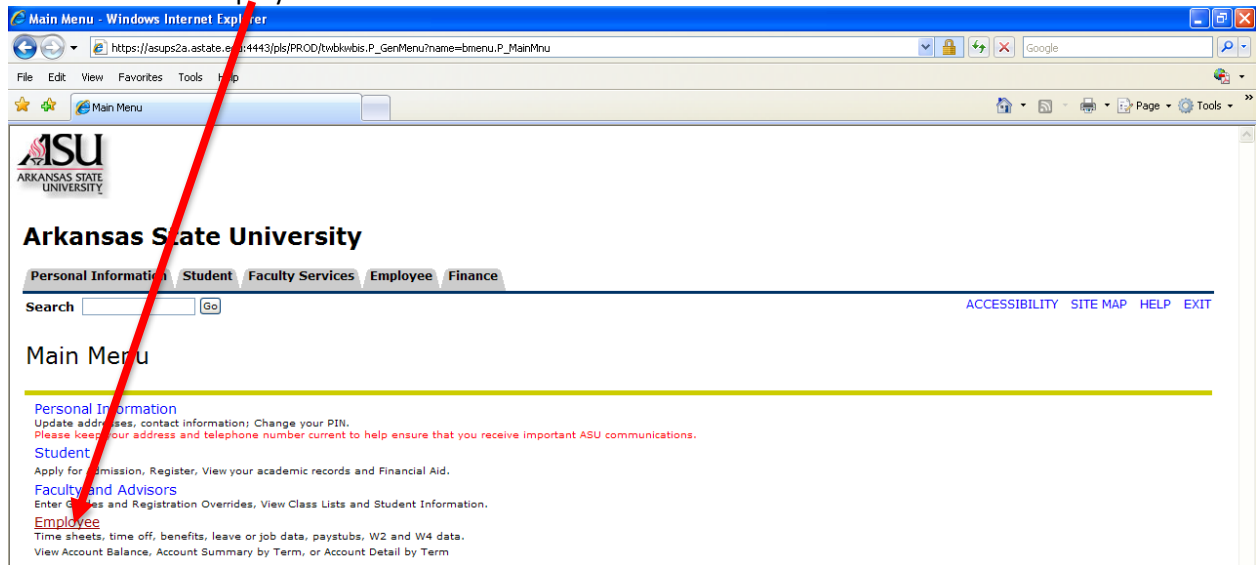 Main Menu - Windows Internet Explorer
https://asups2a.astate.edu:4443/pls/PROD/twbkwbis.P_GenMenu?name=bmenu.P_MainMnu
Google
File Edit View Favorites Tools Help
Main Menu
Page Tools
ASU
ARKANSAS STATE
UNIVERSITY
Arkansas State University
Personal Information Student Faculty Services Employee Finance
Search Go ACCESSIBILITY SITE MAP HELP EXIT
Main Menu
Personal Information
Update addresses, contact information; Change your PIN.
Please keep your address and telephone number current to help ensure that you receive important ASU communications.
Student
Apply for Admission, Register, View your academic records and Financial Aid.
Faculty and Advisors
Enter Grades and Registration Overrides, View Class Lists and Student Information.
Employee
Time sheets, time off, benefits, leave or job data, paystubs, W2 and W4 data.
View Account Balance, Account Summary by Term, or Account Detail by Term